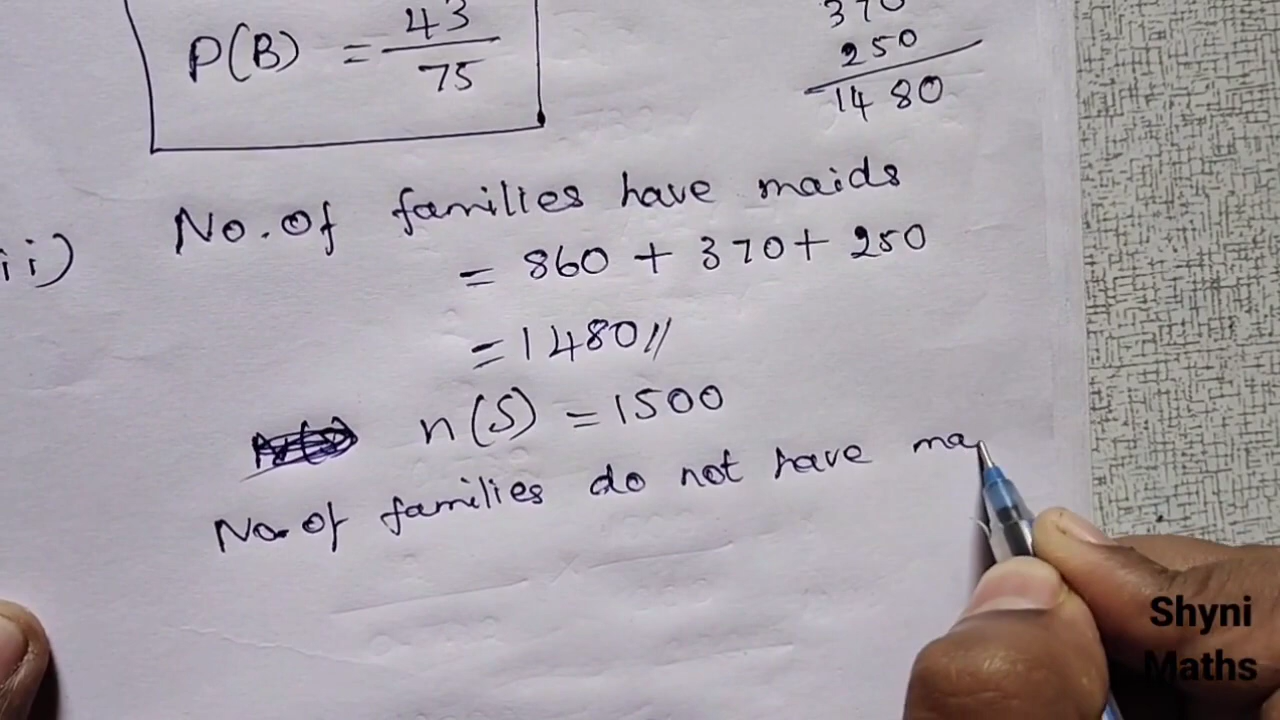 P(B) = 43
75
370
250
1480
ii) No. of families have maids
= 860 + 370 + 250
= 1480 //
n(S) = 1500
No. of families do not have ma
Shyni
Maths